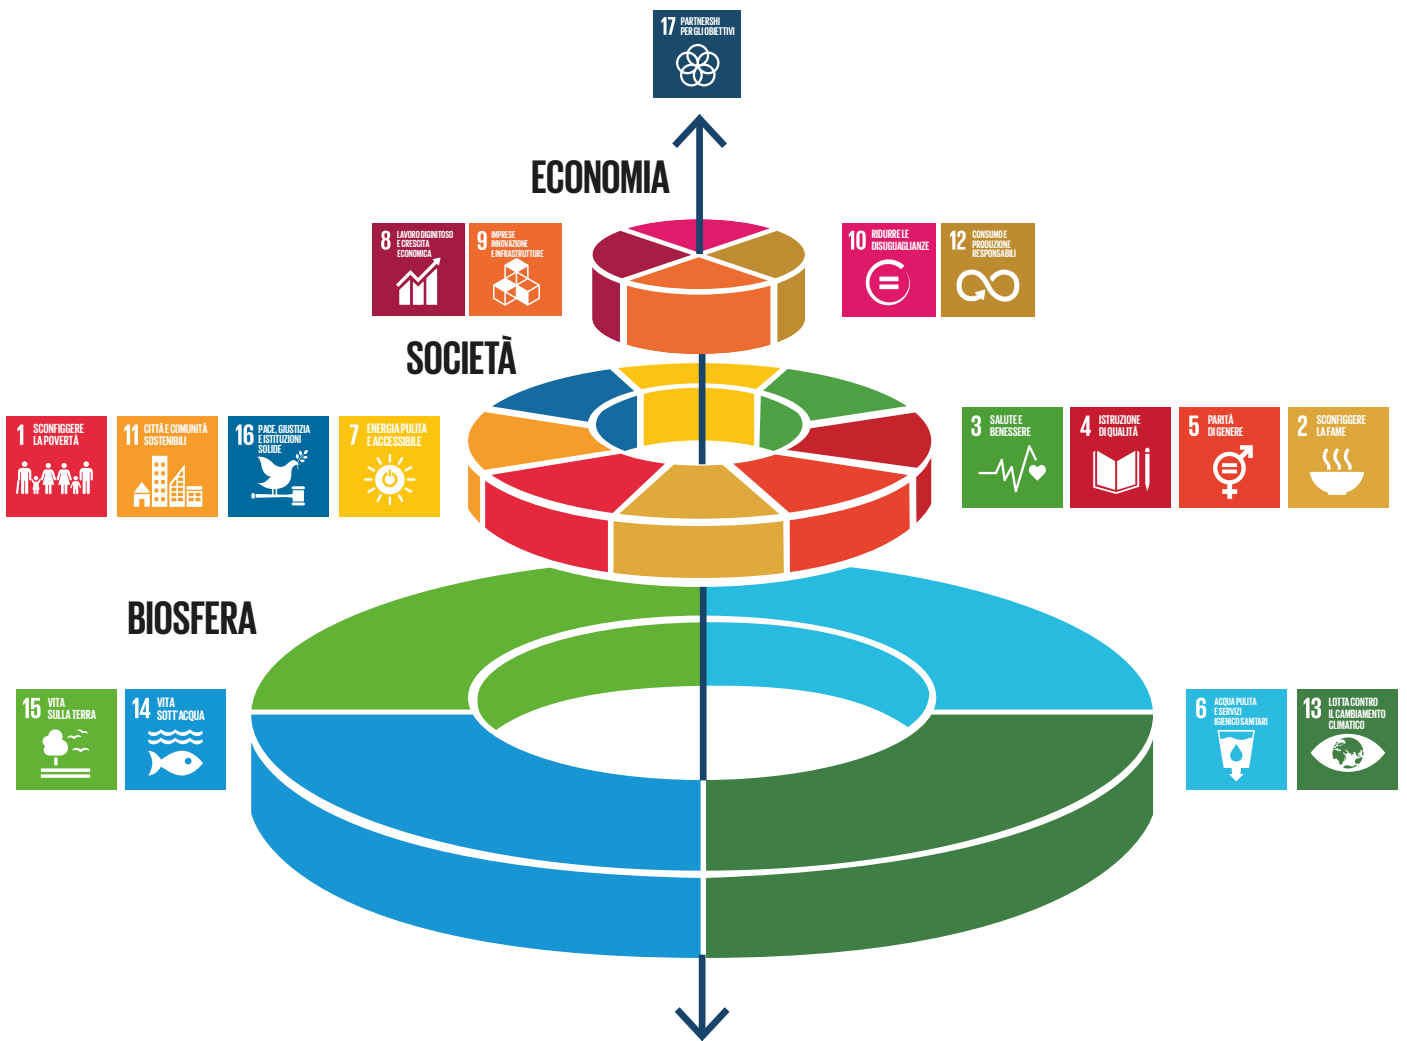 17 PARTNERSHI
PER GLI OBIETTIVI
ECONOMIA
8 LAVORO DIGINITOSO
E CRESCITA
ECONOMICA
9 IMPRESE
INNOVAZIONE
E INFRASTRUTTURE
10 RIDURRE LE
DISUGUAGLIANZE
12 CONSUMO E
PRODUZIONE
RESPONSABILI
SOCIETÀ
1 SCONFIGGERE
LA POVERTÀ
11 CITTÀ E COMUNITÀ
SOSTENIBILI
16 PACE, GIUSTIZIA
E ISTITUZIONI
SOLIDE
7 ENERGIA PULITA
E ACCESSIBILE
3 SALUTE E
BENESSERE
4 ISTRUZIONE
DI QUALITÀ
5 PARITÀ
DI GENERE
2 SCONFIGGERE
LA FAME
BIOSFERA
15 VITA
SULLA TERRA
14 VITA
SOTT'ACQUA
6 ACQUA PULITA
E SERVIZI
IGIENICO SANITARI
13 LOTTA CONTRO
IL CAMBIAMENTO
CLIMATICO